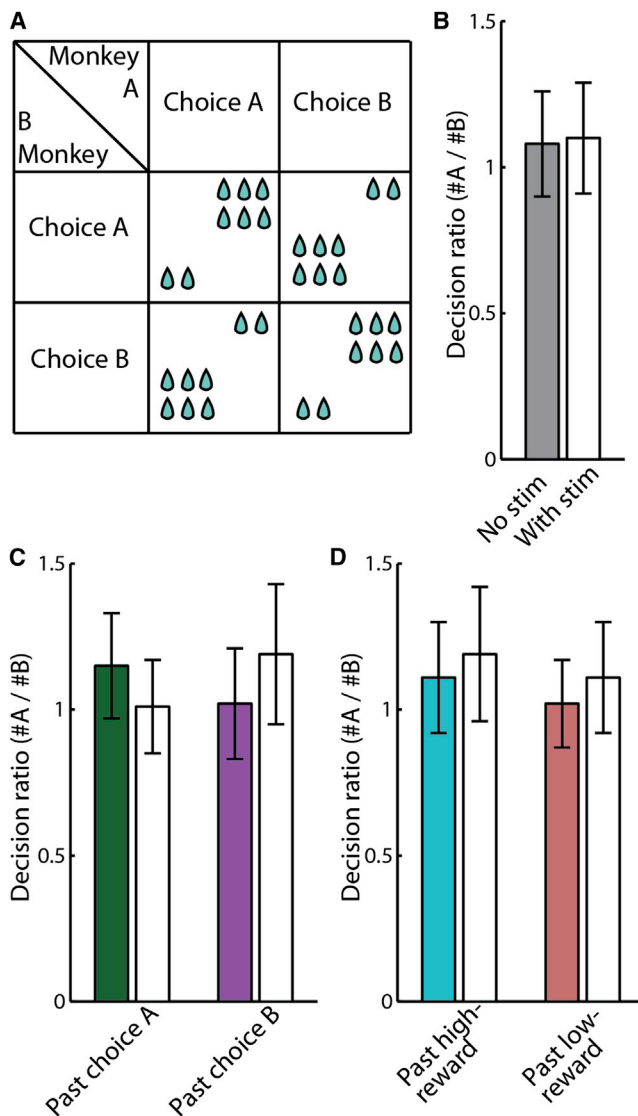 A
Monkey
A
B
Monkey
Choice A
Choice B
Choice A
Choice B
B
Decision ratio (#A / #B)
1.5
1
0.5
0
No stim
With stim
C
Decision ratio (#A / #B)
1.5
1
0.5
0
Past choice A
Past choice B
D
Decision ratio (#A / #B)
1.5
1
0.5
0
Past high-
reward
Past low-
reward